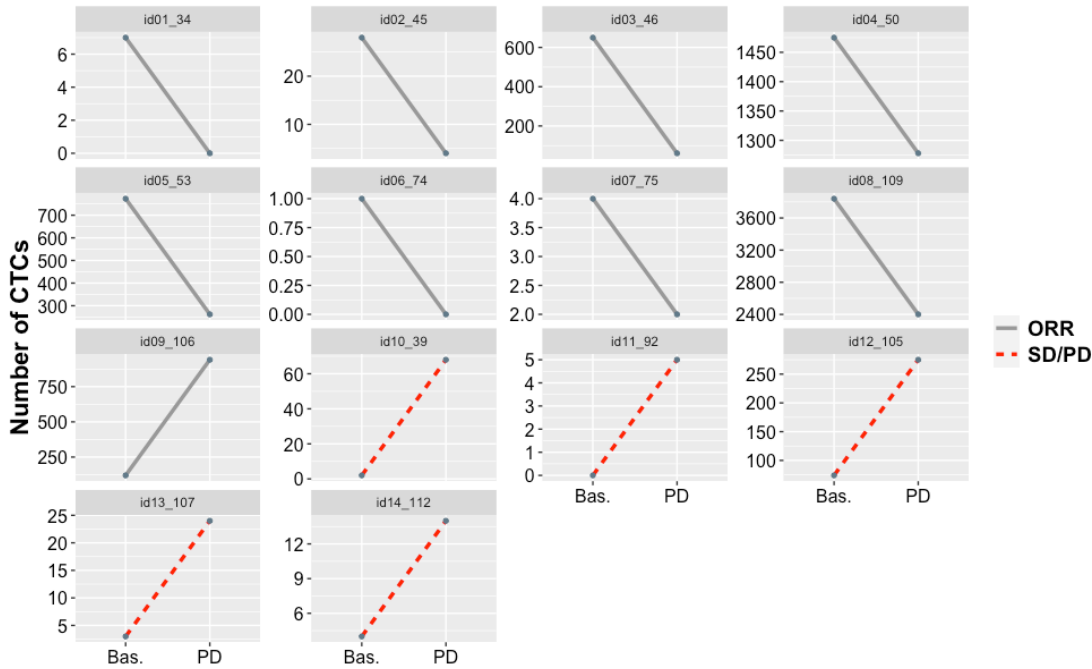 id01_34
id02_45
id03_46
id04_50
6
4
2
0
20
10
600
400
200
1450
1400
1350
1300
id05_53
id06_74
id07_75
id08_109
700
600
500
400
300
1.00
0.75
0.50
0.25
0.00
4.0
3.5
3.0
2.5
2.0
3600
3200
2800
2400
Number of CTCs
id09_106
id10_39
id11_92
id12_105
750
500
250
60
40
20
0
5
4
3
2
1
0
250
200
150
100
Bas. PD
Bas. PD
id13_107
id14_112
25
20
15
10
5
12
9
6
Bas. PD
Bas. PD
ORR
SD/PD